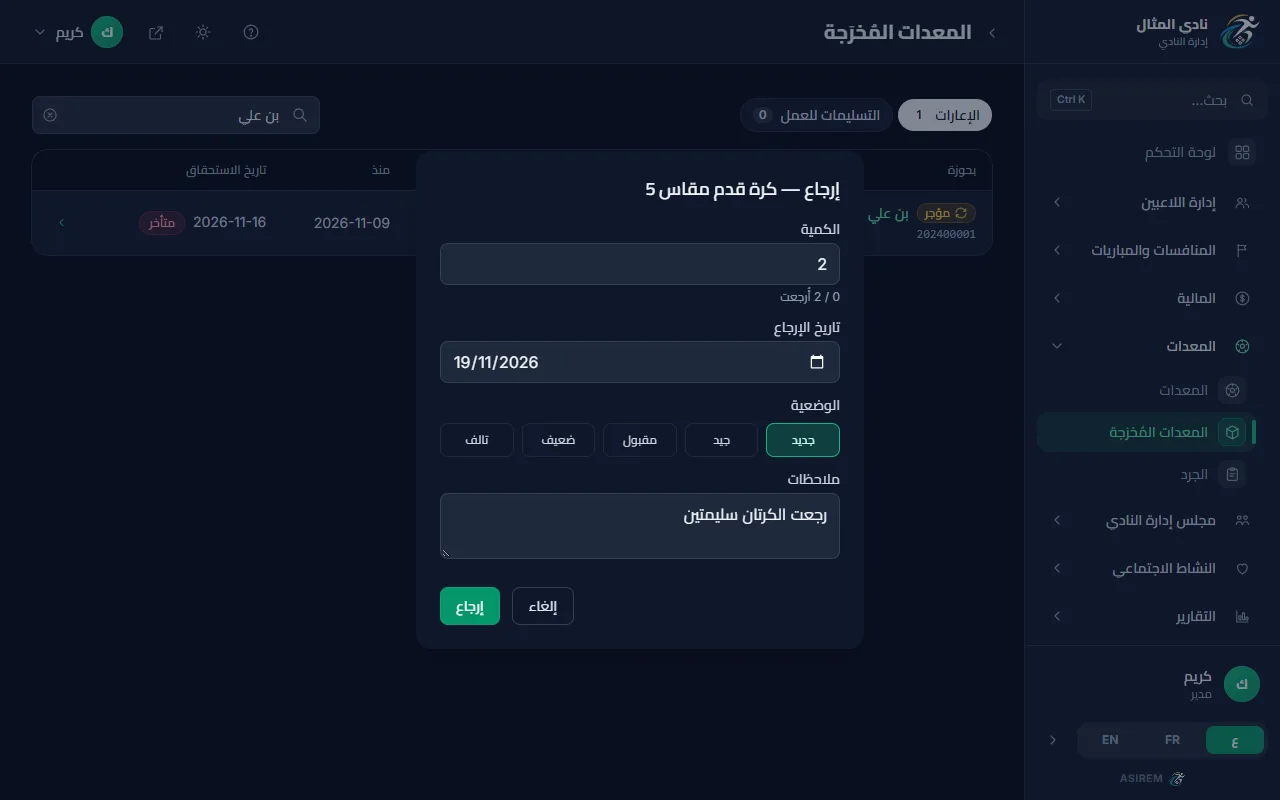 نادي المثال
إدارة النادي
بحث...
Ctrl K
لوحة التحكم
إدارة اللاعبين
المنافسات والمباريات
المالية
المعدات
المعدات
المعدات المُخرَجة
الجرد
مجلس إدارة النادي
النشاط الاجتماعي
التقارير
ك
كريم
مدير
ع
FR
EN
ASIREM
المعدات المُخرَجة
ك
كريم
الإعارات 1
التسليمات للعمل 0
بن علي
بحوزة
منذ
تاريخ الاستحقاق
مؤجر
بن علي
202400001
2026-11-09
2026-11-16
متأخر
إرجاع — كرة قدم مقاس 5
الكمية
2
0 / 2 أُرجعت
تاريخ الإرجاع
19/11/2026
الوضعية
جديد
جيد
مقبول
ضعيف
تالف
ملاحظات
رجعت الكرتان سليمتين
إلغاء
إرجاع